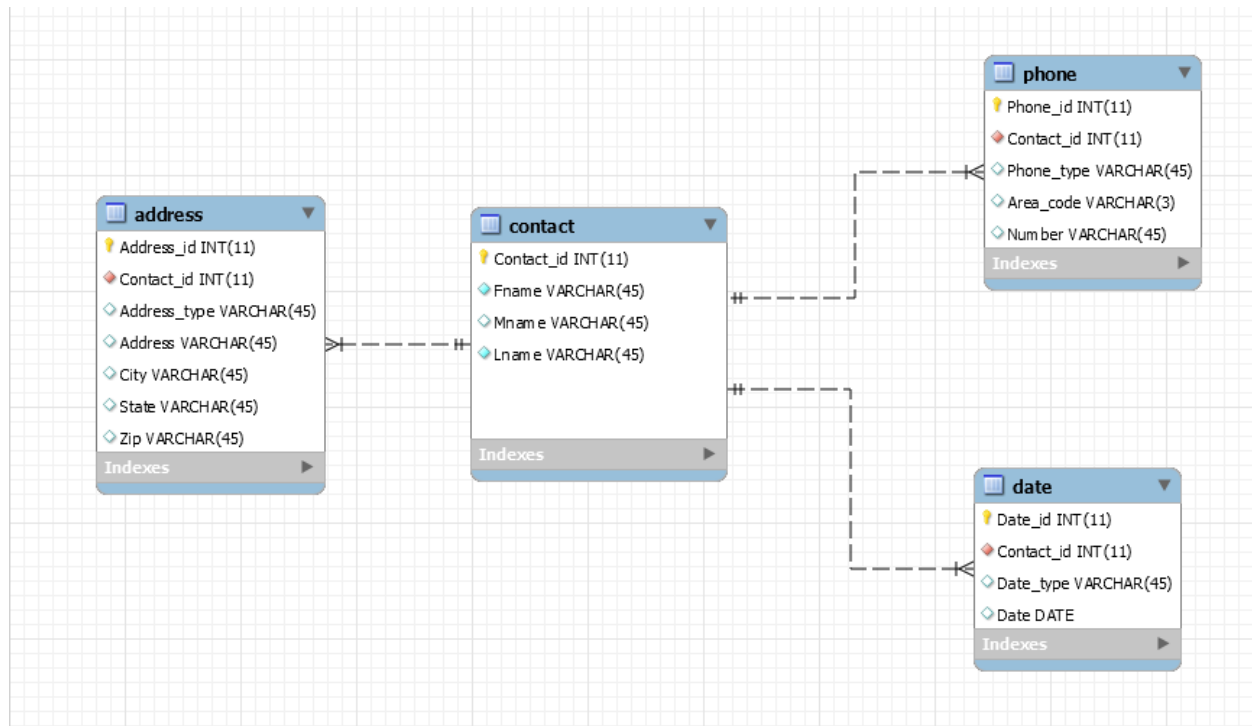 address
Address_id INT(11)
Contact_id INT(11)
Address_type VARCHAR(45)
Address VARCHAR(45)
City VARCHAR(45)
State VARCHAR(45)
Zip VARCHAR(45)
Indexes
contact
Contact_id INT(11)
Fname VARCHAR(45)
Mname VARCHAR(45)
Lname VARCHAR(45)
Indexes
phone
Phone_id INT(11)
Contact_id INT(11)
Phone_type VARCHAR(45)
Area_code VARCHAR(3)
Number VARCHAR(45)
Indexes
date
Date_id INT(11)
Contact_id INT(11)
Date_type VARCHAR(45)
Date DATE
Indexes